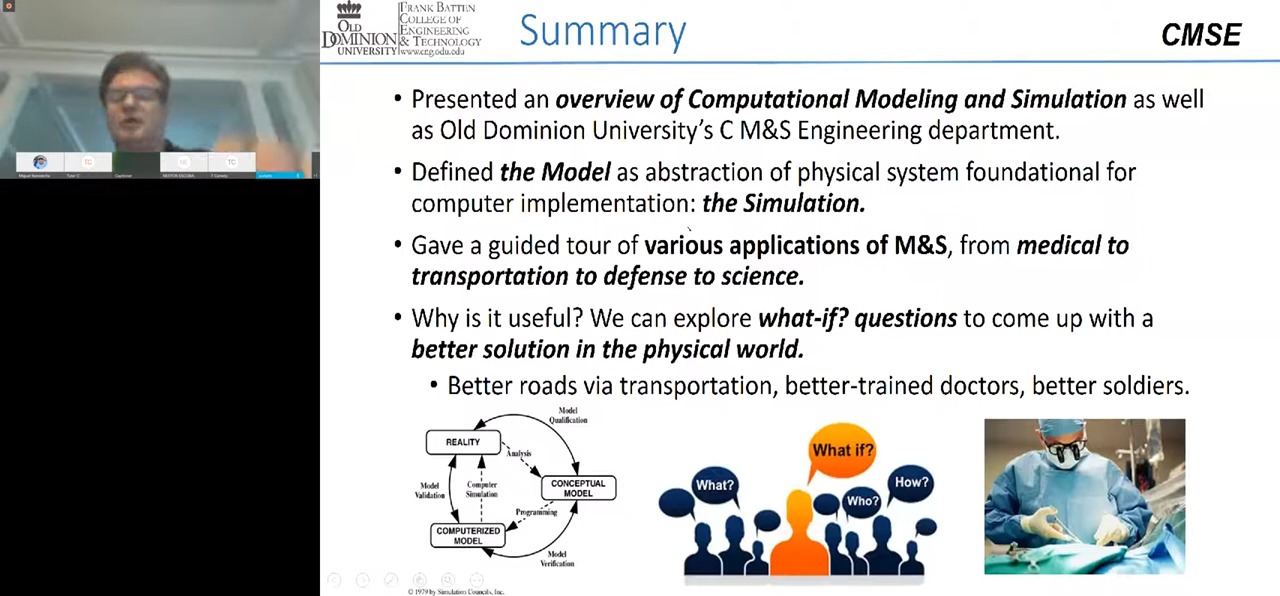 OLD
DOMINION
UNIVERSITY
FRANK BATTEN
COLLEGE OF
ENGINEERING
& TECHNOLOGY
www.eng.odu.edu
Summary
CMSE
• Presented an overview of Computational Modeling and Simulation as well
as Old Dominion University's C M&S Engineering department.
• Defined the Model as abstraction of physical system foundational for
computer implementation: the Simulation.
• Gave a guided tour of various applications of M&S, from medical to
transportation to defense to science.
• Why is it useful? We can explore what-if? questions to come up with a
better solution in the physical world.
• Better roads via transportation, better-trained doctors, better soldiers.
Model
Qualification
REALITY
Analysis
Model
Validation
Computer
Simulation
CONCEPTUAL
MODEL
Programming
COMPUTERIZED
MODEL
Model
Verification
© 1979 by Simulation Councils, Inc.
What?
What if?
Who?
How?
TC
TC